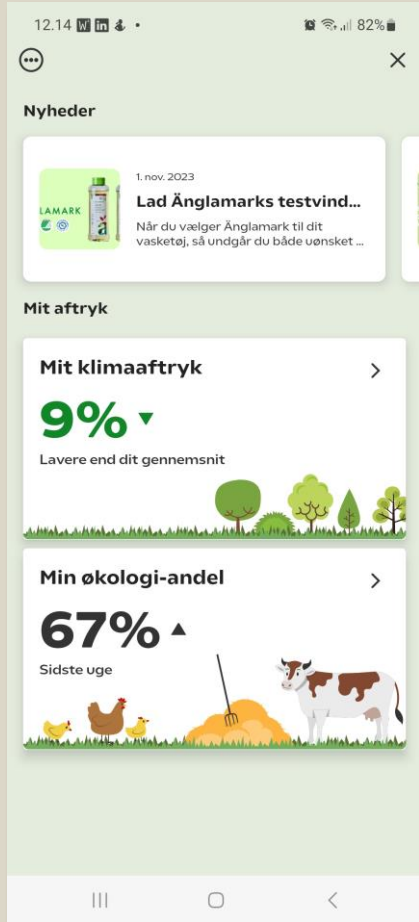 12.14
82%
Nyheder
LAMARK
1. nov. 2023
Lad Änglamarks testvind...
Når du vælger Änglamark til dit
vasketøj, så undgår du både uønsket ...
Mit aftryk
Mit klimaaftryk
9%
Lavere end dit gennemsnit
Min økologi-andel
67%
Sidste uge